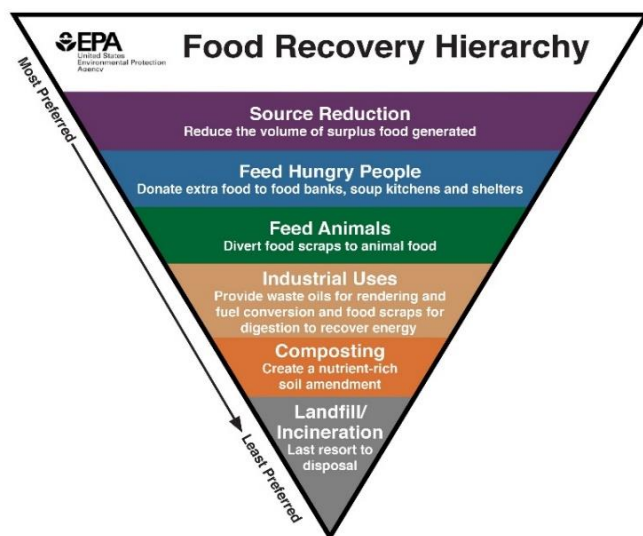 EPA
United States
Environmental Protection
Agency
Food Recovery Hierarchy
Most Preferred
Source Reduction
Reduce the volume of surplus food generated
Feed Hungry People
Donate extra food to food banks, soup kitchens and shelters
Feed Animals
Divert food scraps to animal food
Industrial Uses
Provide waste oils for rendering and
fuel conversion and food scraps for
digestion to recover energy
Composting
Create a nutrient-rich
soil amendment
Landfill/
Incineration
Last resort to
disposal
Least Preferred